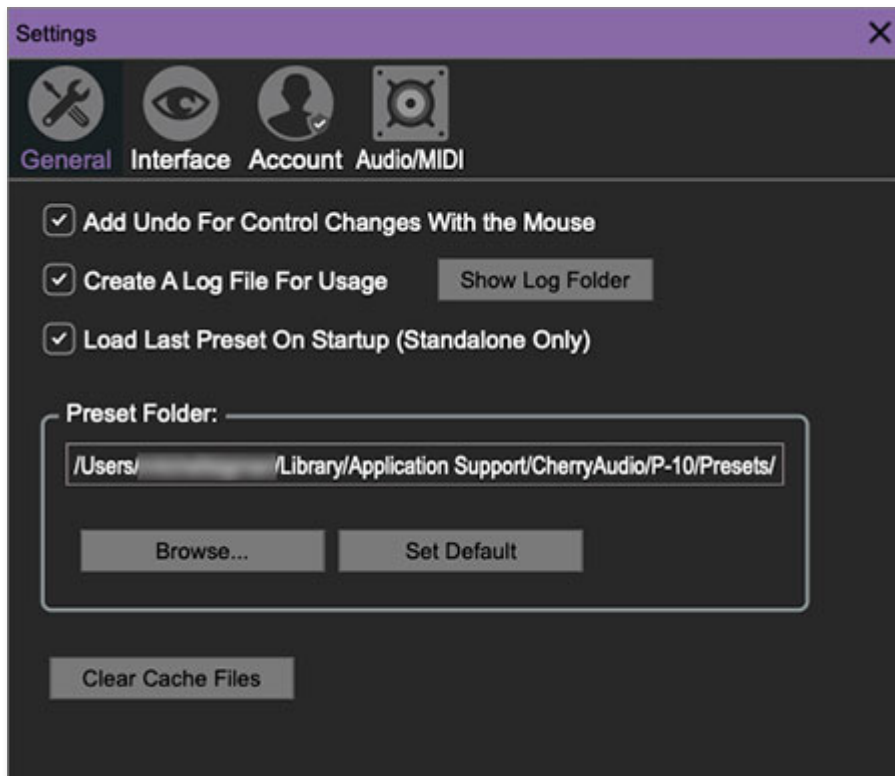 Settings
General Interface Account Audio/MIDI
Add Undo For Control Changes With the Mouse
Create A Log File For Usage Show Log Folder
Load Last Preset On Startup (Standalone Only)
Preset Folder:
/Users/ /Library/Application Support/CherryAudio/P-10/Presets/
Browse... Set Default
Clear Cache Files